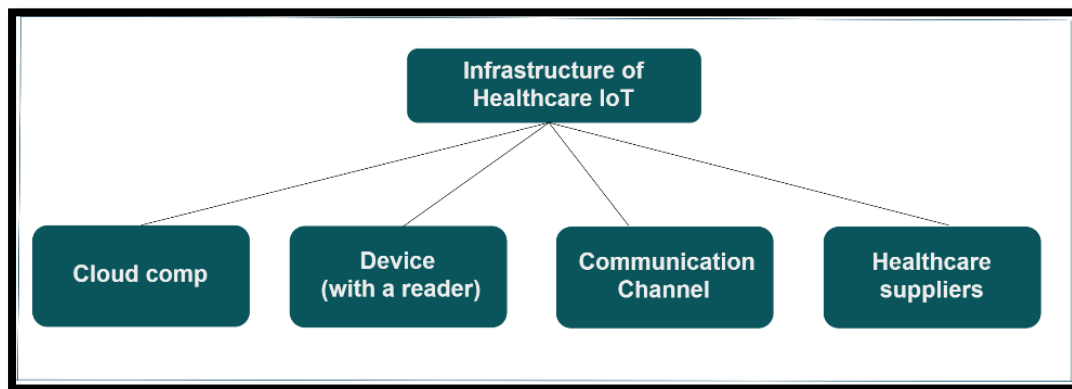 Infrastructure of
Healthcare IoT
Cloud comp
Device
(with a reader)
Communication
Channel
Healthcare
suppliers